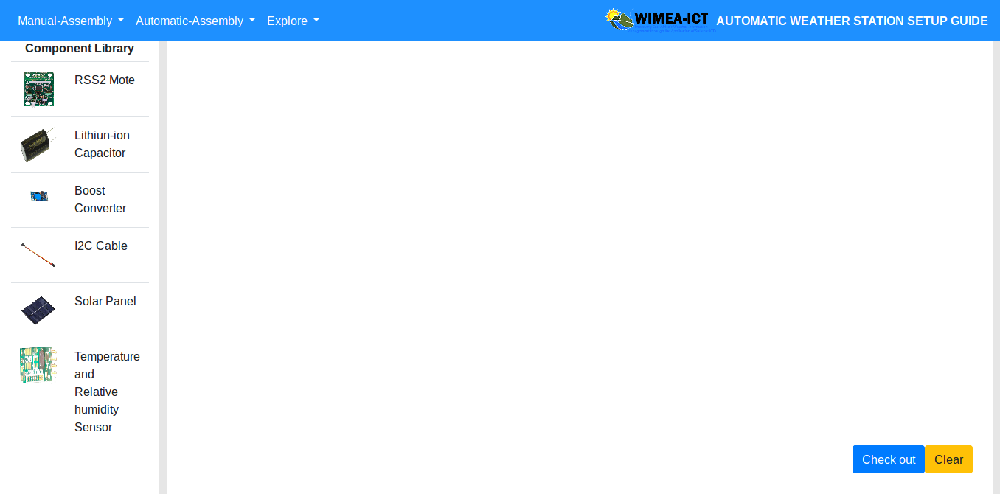 Manual-Assembly Automatic-Assembly Explore WIMEA-ICT AUTOMATIC WEATHER STATION SETUP GUIDE
Component Library
RSS2 Mote
Lithiun-ion
Capacitor
Boost
Converter
I2C Cable
Solar Panel
Temperature
and
Relative
humidity
Sensor
Check out Clear